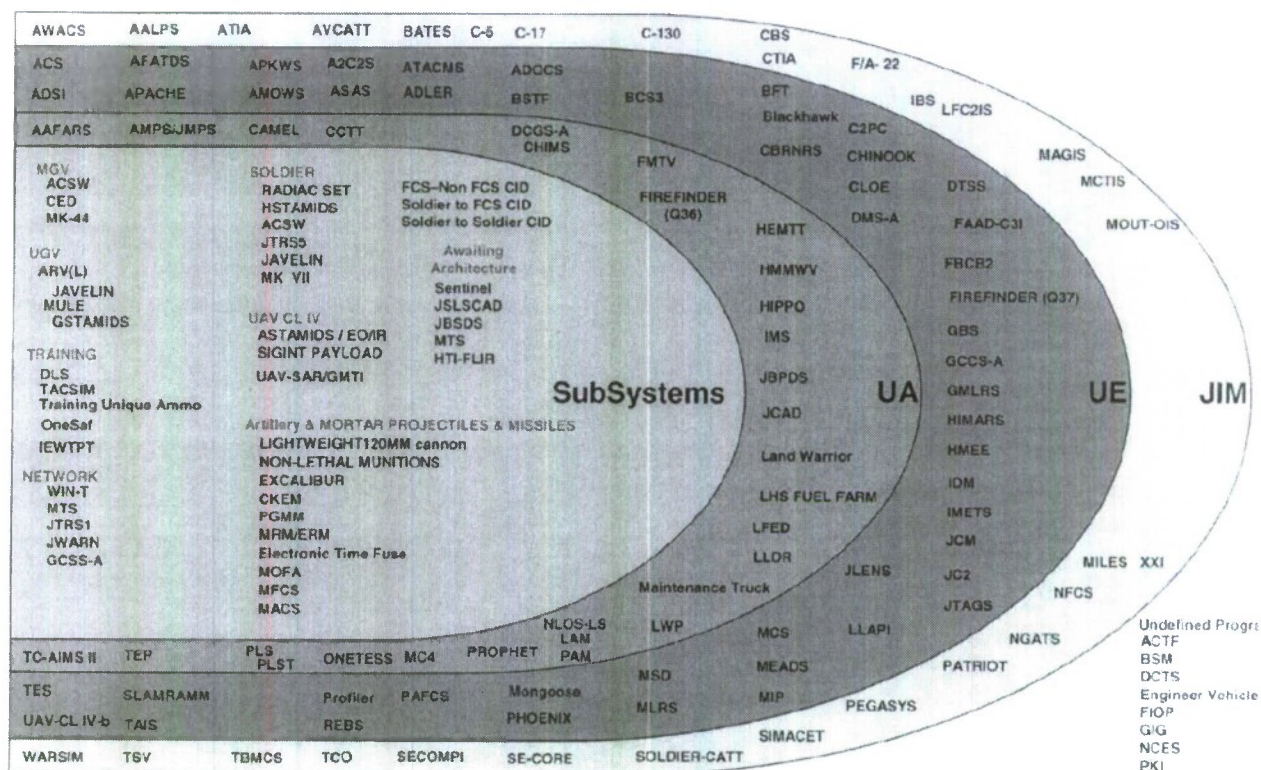 AWACS AALPS ATIA AVCATT BATES C-5 C-17 C-130 CBS
ACS AFATDS APKWS A2C2S ATACMS ADOCS CTIA F/A- 22
ADSI APACHE AMOWS ASAS ADLER BSTF BCS3 BFT IBS LFC2IS
Blackhawk
AAFARS AMPS/JMPS CAMEL CCTT DCGS-A C2PC
CHIMS FMTV CBRNRS CHINOOK MAGIS
MGV SOLDIER
ACSW RADIAC SET FCS-Non FCS CID CLOE DTSS MCTIS
CED HSTAMIDS Soldier to FCS CID FIREFINDER
MK-44 ACSW Soldier to Soldier CID (Q36) DMS-A FAAD-C3I MOUT-OIS
JTRS5 HEMTT
UGV JAVELIN Awaiting
ARV(L) MK VII Architecture HMMWV FBCB2
JAVELIN Sentinel
MULE JSLSCAD HIPPO FIREFINDER (Q37)
GSTAMIDS UAV CL IV JBSDS
ASTAMIDS / EO/IR MTS IMS GBS
TRAINING SIGINT PAYLOAD HTI-FLIR
DLS UAV-SAR/GMTI JBPDS GCCS-A
TACSIM SubSystems UA GMLRS UE JIM
Training Unique Ammo JCAD
OneSaf Artillery & MORTAR PROJECTILES & MISSILES HIMARS
IEWTPT LIGHTWEIGHT120MM cannon HMEE
NON-LETHAL MUNITIONS Land Warrior
NETWORK EXCALIBUR IDM
WIN-T CKEM LHS FUEL FARM
MTS PGMM IMETS
JTRS1 MRM/ERM LFED
JWARN Electronic Time Fuse JCM
GCSS-A MOFA LLDR JLENS JC2 MILES XXI
MFCS Maintenance Truck NFCS
MACS JTAGS
NLOS-LS LWP MCS LLAPI NGATS Undefined
LAM ACTF
TC-AIMS II TEP PLS ONETESS MC4 PROPHET PAM BSM
PLST MSD MEADS PATRIOT DCTS
TES SLAMRAMM Profiler PAFCS Mongoose MIP Engineer Vehicle
UAV-CL IV-b TAIS REBS PHOENIX MLRS PEGASYS FIOP
SIMACET GIG
WARSIM TSV TBMCS TCO SECOMPI SE-CORE SOLDIER-CATT NCES
PKI